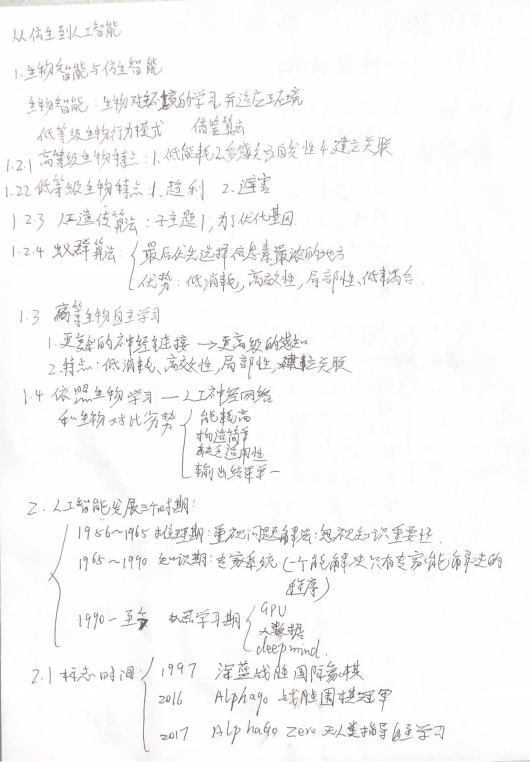 从仿生到人工智能
1.生物智能与仿生智能
生物智能:生物对环境的学习并适应环境
低等级生物行为模式 借鉴算法
1.2.1 高等级生物特点:1.低能耗2.多感关系自发性4.建立关联
1.2.2 低等级生物特点:1.趋利 2.避害
1.2.3 遗传算法:子主题1,为了优化基因
1.2.4 蚁群算法:
最后优先选择信息素最浓的地方
优势:低消耗,高效性,局部性,低耦合.
1.3 高等生物自主学习
1.更复杂的神经连接→更高级的感知
2.特点:低消耗、高效性,局部性,建立关联
1.4 依照生物学习—人工神经网络
和生物对比劣势
能耗高
构造简单
缺乏适用性
输出结果单一
2.人工智能发展三个时期:
1956~1965 推理期:重视问题解法:忽视知识重要性.
1965~1990 知识期:专家系统(一个能解决只有专家能解决的
程序)
1990-至今 机器学习期
GPU
大数据
deepmind.
2.1标志时间:
1997 深蓝战胜国际象棋
2016 Alphago 战胜围棋冠军
2017 Alphago Zero 无人类指导自主学习